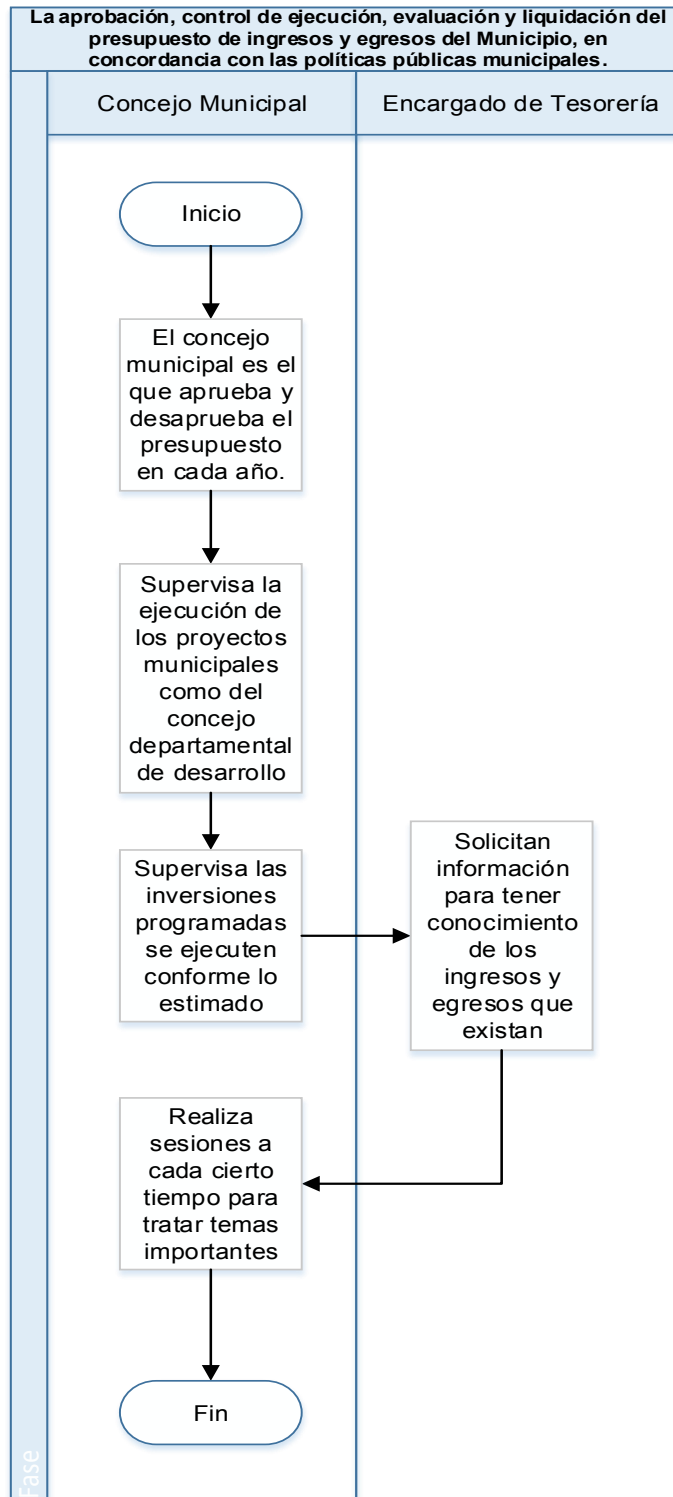 La aprobación, control de ejecución, evaluación y liquidación del
presupuesto de ingresos y egresos del Municipio, en
concordancia con las políticas públicas municipales.
Concejo Municipal
Encargado de Tesorería
Inicio
El concejo
municipal es el
que aprueba y
desaprueba el
presupuesto
en cada año.
Supervisa la
ejecución de
los proyectos
municipales
como del
concejo
departamental
de desarrollo
Supervisa las
inversiones
programadas
se ejecuten
conforme lo
estimado
Solicitan
información
para tener
conocimiento
de los
ingresos y
egresos que
existan
Realiza
sesiones a
cada cierto
tiempo para
tratar temas
importantes
Fin
Fase